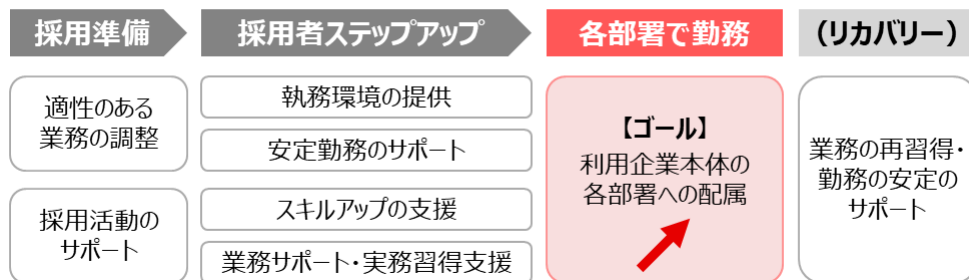 採用準備
採用者ステップアップ
各部署で勤務
(リカバリー)
適性のある
業務の調整
採用活動の
サポート
執務環境の提供
安定勤務のサポート
スキルアップの支援
業務サポート・実務習得支援
【ゴール】
利用企業本体の
各部署への配属
業務の再習得・
勤務の安定の
サポート